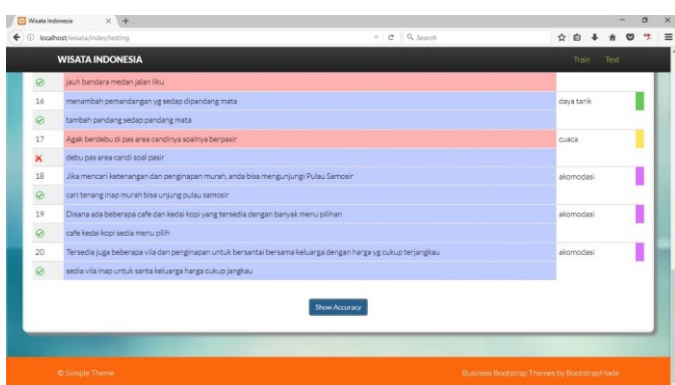 Wisata Indonesia
localhost/wisata/index/testing
Search
WISATA INDONESIA
Train Test
jauh bandara medan jalan liku
16 menambah pemandangan yg sedap dipandang mata daya tarik
tambah pandang sedap pandang mata
17 Agak berdebu di pas area candinya soalnya berpasir cuaca
debu pas area candi soal pasir
18 Jika mencari ketenangan dan penginapan murah, anda bisa mengunjungi Pulau Samosir akomodasi
cari tenang inap murah bisa unjung pulau samosir
19 Disana ada beberapa cafe dan kedai kopi yang tersedia dengan banyak menu pilihan akomodasi
cafe kedai kopi sedia menu pilih
20 Tersedia juga beberapa vila dan penginapan untuk bersantai bersama keluarga dengan harga yg cukup terjangkau akomodasi
sedia vila inap untuk santa keluarga harga cukup jangkau
Show Accuracy
© Siimple Theme
Business Bootstrap Themes by BootstrapMade